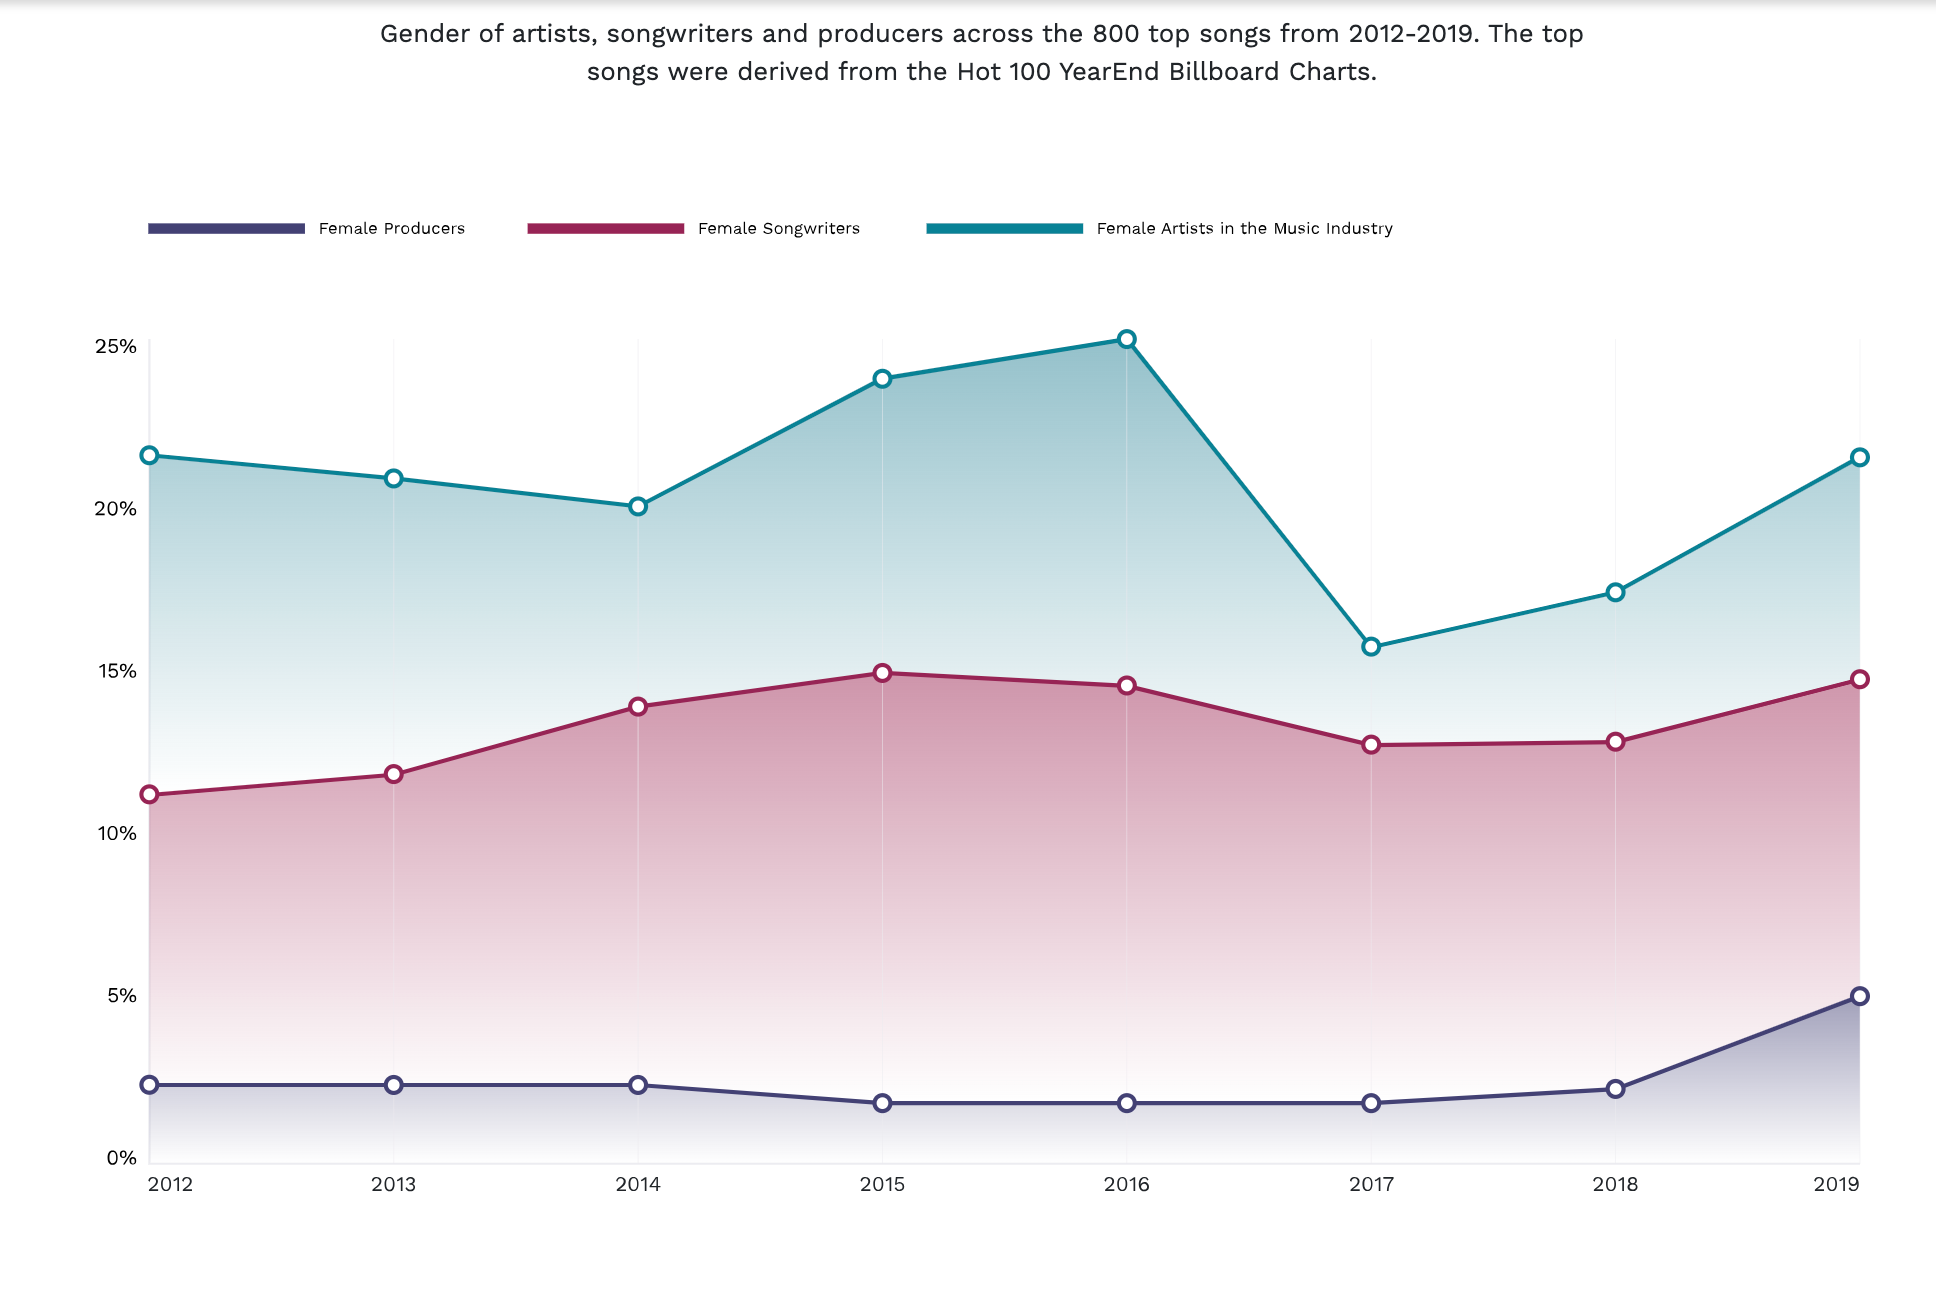 Gender of artists, songwriters and producers across the 800 top songs from 2012-2019. The top
songs were derived from the Hot 100 YearEnd Billboard Charts.
Female Producers
Female Songwriters
Female Artists in the Music Industry
25%
20%
15%
10%
5%
0%
2012
2013
2014
2015
2016
2017
2018
2019